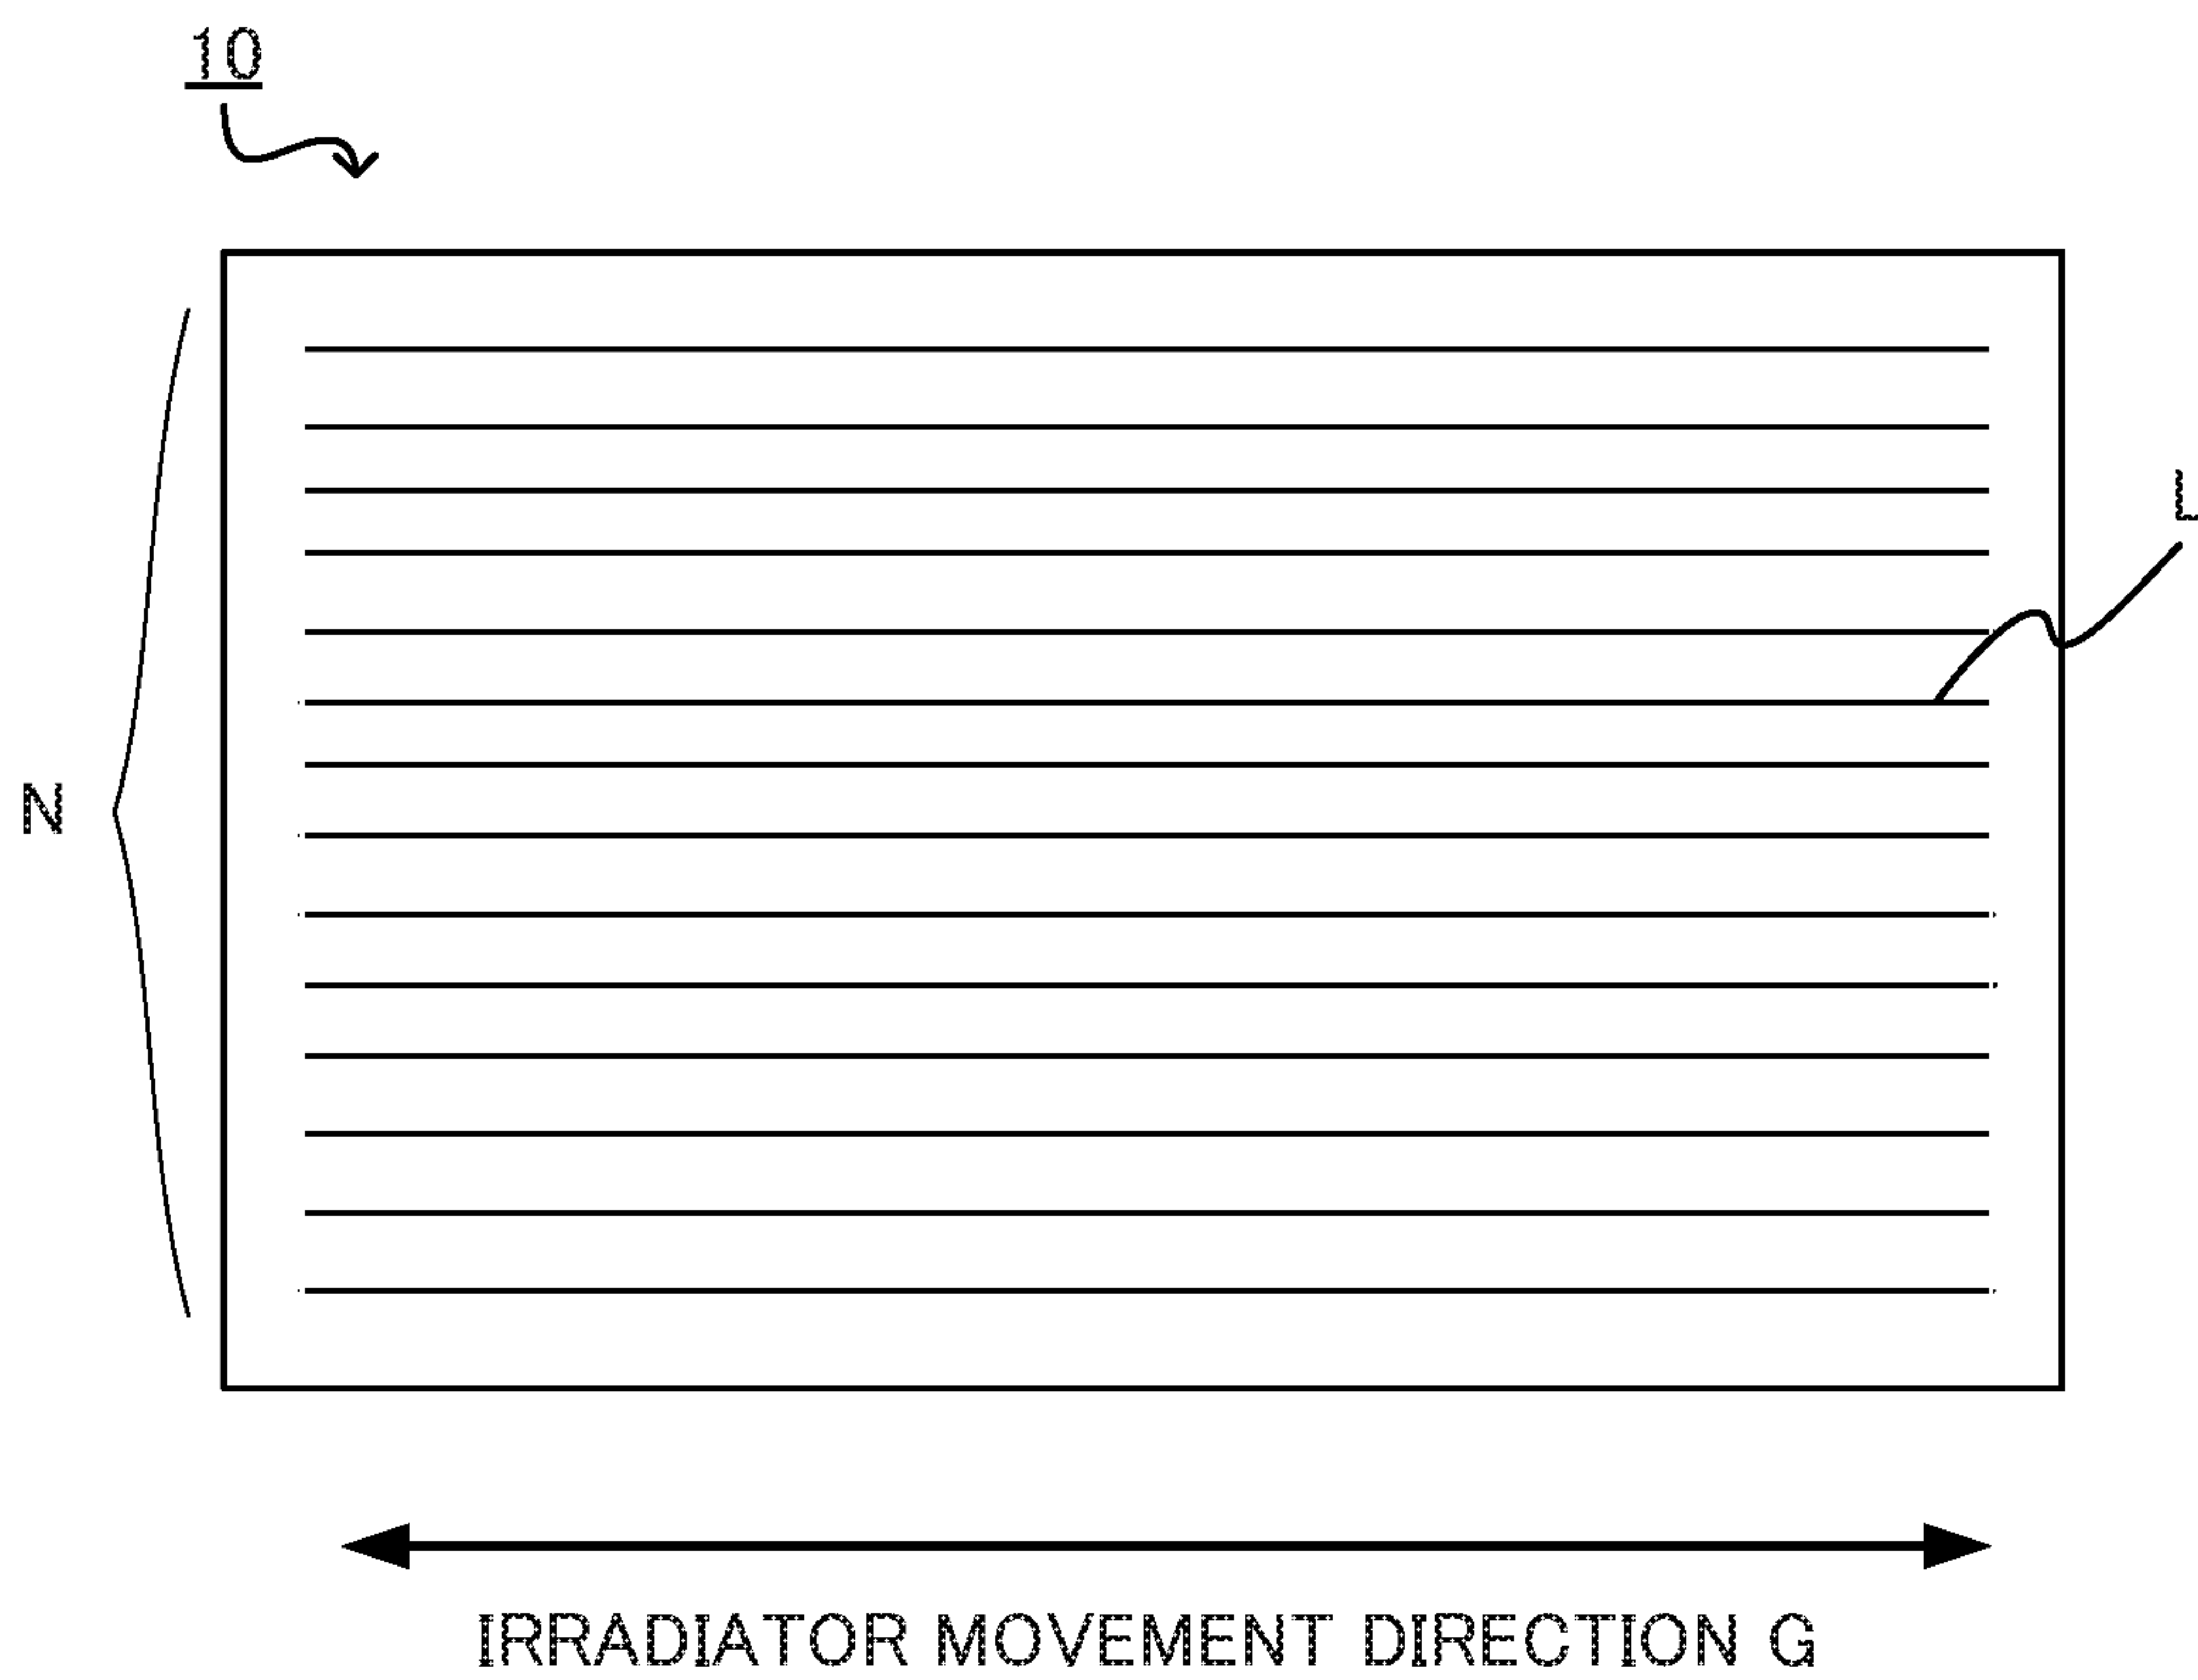 10
L
N
IRRADIATOR MOVEMENT DIRECTION G